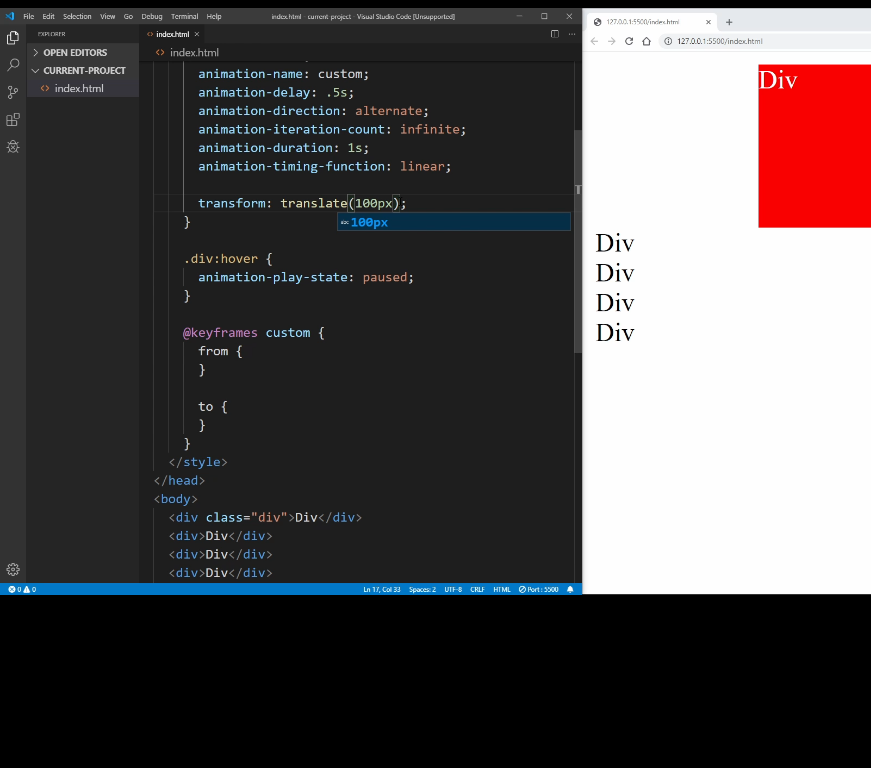 File Edit Selection View Go Debug Terminal Help index.html - current-project - Visual Studio Code [Unsupported]
EXPLORER
OPEN EDITORS
CURRENT-PROJECT
index.html
index.html
index.html
animation-name: custom;
animation-delay: .5s;
animation-direction: alternate;
animation-iteration-count: infinite;
animation-duration: 1s;
animation-timing-function: linear;
transform: translate(100px);
abc 100px
}
.div:hover {
animation-play-state: paused;
}
@keyframes custom {
from {
}
to {
}
}
</style>
</head>
<body>
<div class="div">Div</div>
<div>Div</div>
<div>Div</div>
<div>Div</div>
0 0 Ln 17, Col 33 Spaces: 2 UTF-8 CRLF HTML Port : 5500
127.0.0.1:5500/index.html
127.0.0.1:5500/index.html
Div
Div
Div
Div
Div